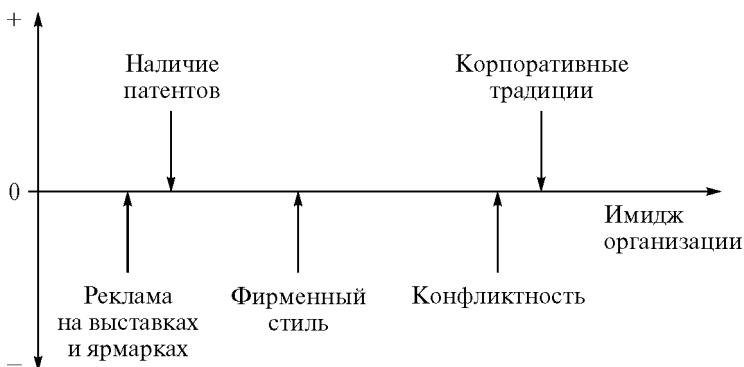 +
Наличие
патентов
Корпоративные
традиции
0
Имидж
организации
Реклама
на выставках
и ярмарках
Фирменный
стиль
Конфликтность
−